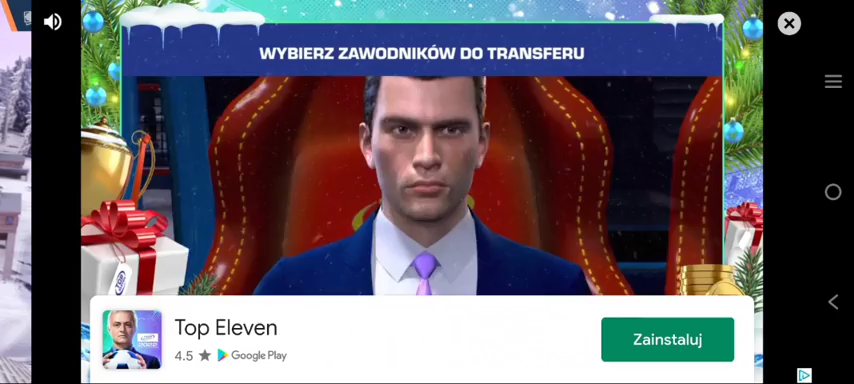 WYBIERZ ZAWODNIKÓW DO TRANSFERU
Top Eleven
4.5 Google Play
Zainstaluj